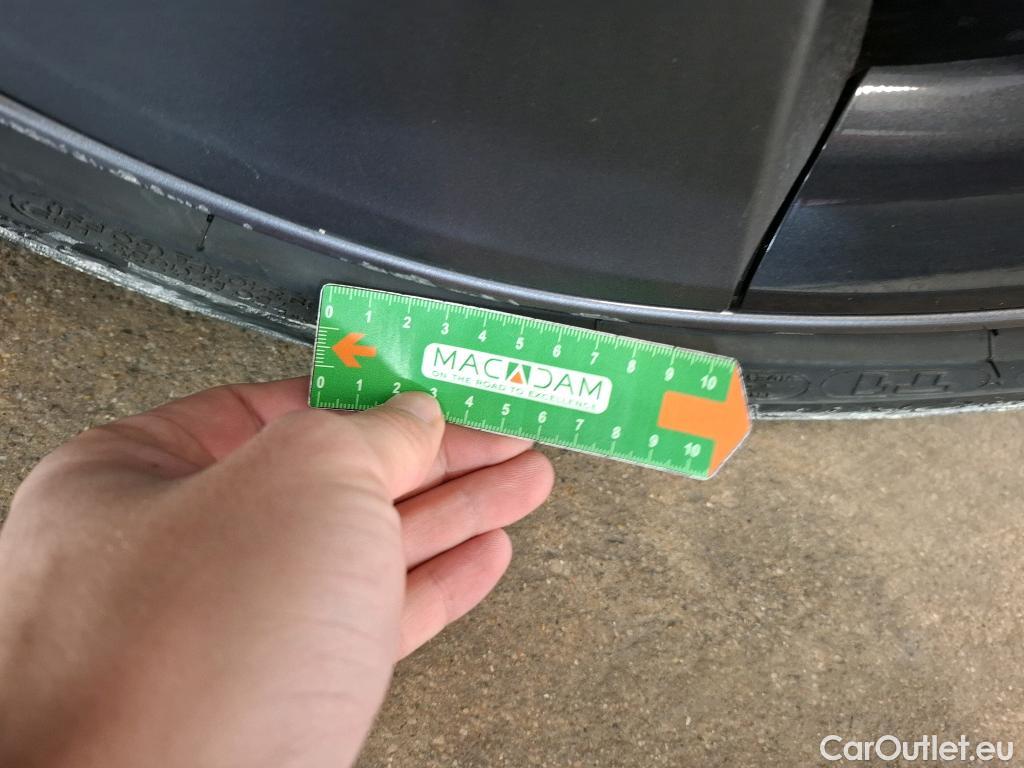 0 1 2 3 4 5 6 7 8 9 10
MACADAM
ON THE ROAD TO EXCELLENCE
0 1 2 3 4 5 6 7 8 9 10
CarOutlet.eu